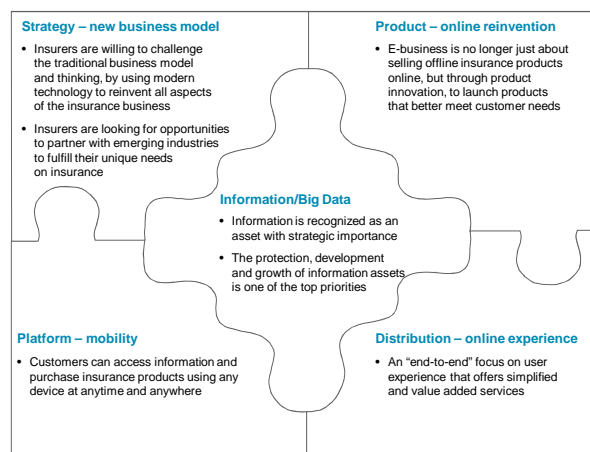 Strategy – new business model
• Insurers are willing to challenge
the traditional business model
and thinking, by using modern
technology to reinvent all aspects
of the insurance business
• Insurers are looking for opportunities
to partner with emerging industries
to fulfill their unique needs
on insurance
Product – online reinvention
• E-business is no longer just about
selling offline insurance products
online, but through product
innovation, to launch products
that better meet customer needs
Information/Big Data
• Information is recognized as an
asset with strategic importance
• The protection, development
and growth of information assets
is one of the top priorities
Platform – mobility
• Customers can access information and
purchase insurance products using any
device at anytime and anywhere
Distribution – online experience
• An “end-to-end” focus on user
experience that offers simplified
and value added services